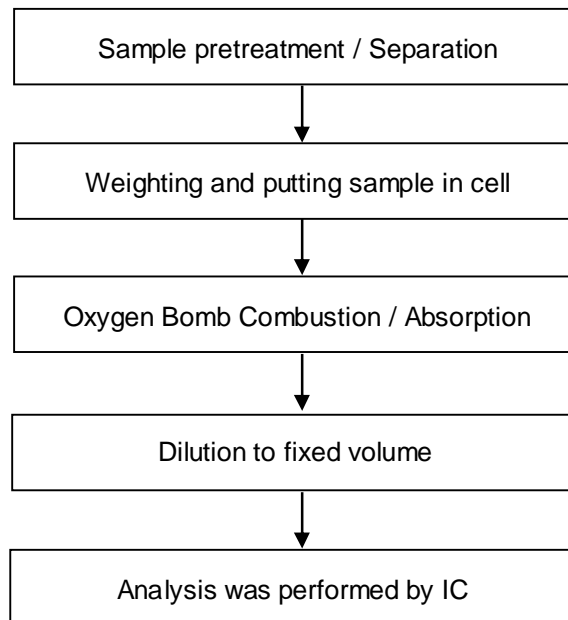 Sample pretreatment / Separation
Weighting and putting sample in cell
Oxygen Bomb Combustion / Absorption
Dilution to fixed volume
Analysis was performed by IC